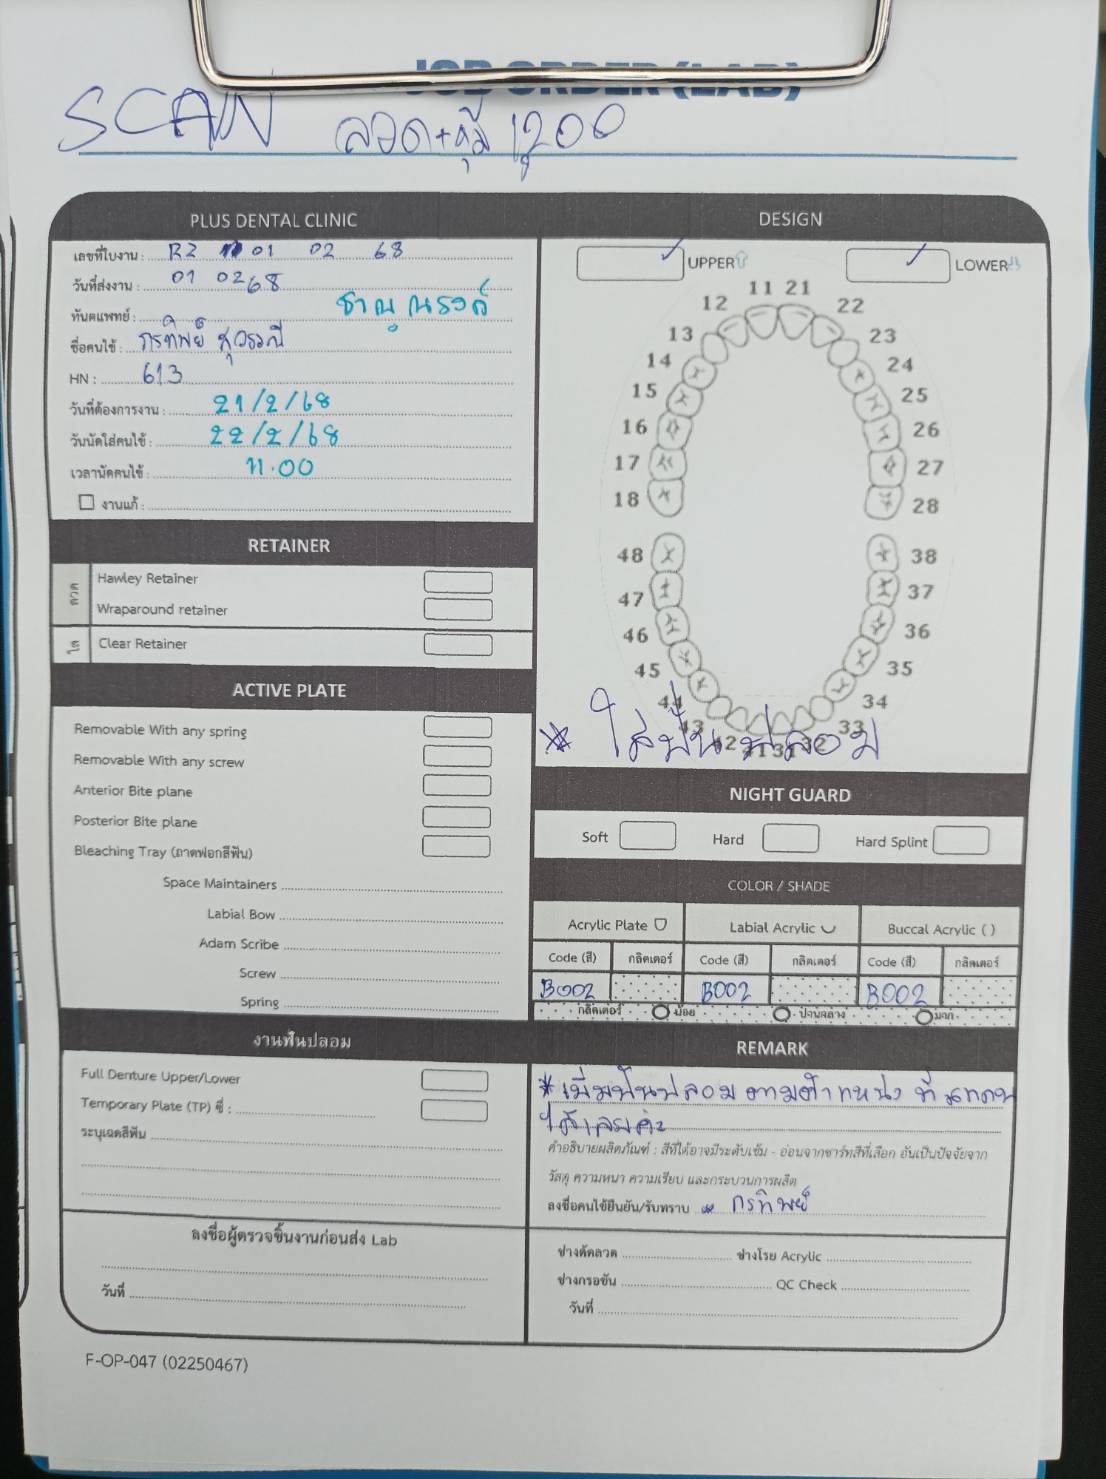 JOB ORDER (LAB)
SCAN ลวด+คุ้ม 1200
PLUS DENTAL CLINIC
เลขที่ใบงาน : R2 01 02 68
วันที่ส่งงาน : 01 02 68
ทันตแพทย์ :
ชื่อคนไข้ : กรทิพย์ สุวรรณี
HN : 613
วันที่ต้องการงาน : 21/2/68
วันนัดใส่คนไข้ : 22/2/68
เวลานัดคนไข้ : 11.00
งานแก้ :
DESIGN
UPPER
LOWER
11 21
12 22
13 23
14 24
15 25
16 26
17 27
18 28
48 38
47 37
46 36
45 35
44 34
43 33
42 41 31 32
* ใส่ฟันปลอม
RETAINER
ลวด
Hawley Retainer
Wraparound retainer
ใส
Clear Retainer
ACTIVE PLATE
Removable With any spring
Removable With any screw
Anterior Bite plane
Posterior Bite plane
Bleaching Tray (ถาดฟอกสีฟัน)
Space Maintainers
Labial Bow
Adam Scribe
Screw
Spring
NIGHT GUARD
Soft Hard Hard Splint
COLOR / SHADE
Acrylic Plate Labial Acrylic Buccal Acrylic ( )
Code (สี) กลิตเตอร์ Code (สี) กลิตเตอร์ Code (สี) กลิตเตอร์
B002 B002 B002
กลิตเตอร์ น้อย ปานกลาง มาก
งานฟันปลอม
Full Denture Upper/Lower
Temporary Plate (TP) ซี่ :
ระบุเฉดสีฟัน
ลงชื่อผู้ตรวจชิ้นงานก่อนส่ง Lab
วันที่
REMARK
* เพิ่มฟันปลอม ตามตำแหน่ง ที่
ได้เลยค่ะ
คำอธิบายผลิตภัณฑ์ : สีที่ได้อาจมีระดับเข้ม - อ่อนจากชาร์ทสีที่เลือก อันเป็นปัจจัยจาก
วัสดุ ความหนา ความเรียบ และกระบวนการผลิต
ลงชื่อคนไข้ยืนยัน/รับทราบ กรทิพย์
ช่างดัดลวด ช่างโรย Acrylic
ช่างกรอขัน QC Check
วันที่
F-OP-047 (02250467)